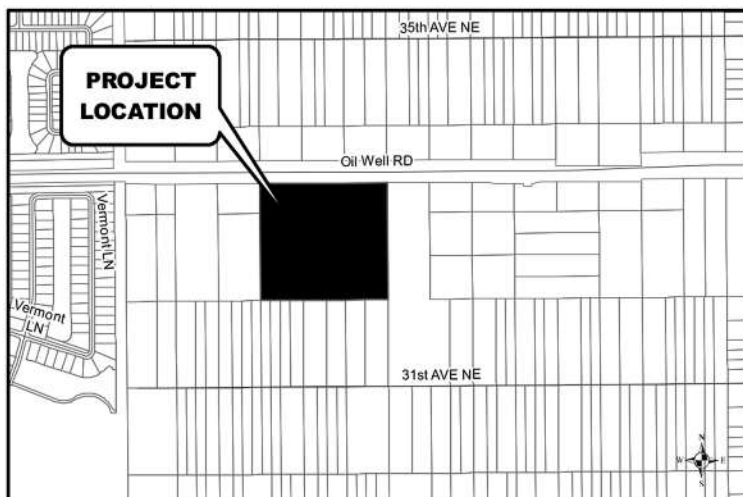 35th AVE NE
PROJECT
LOCATION
Oil Well RD
Vermont LN
Vermont
LN
31st AVE NE
N
W E
S